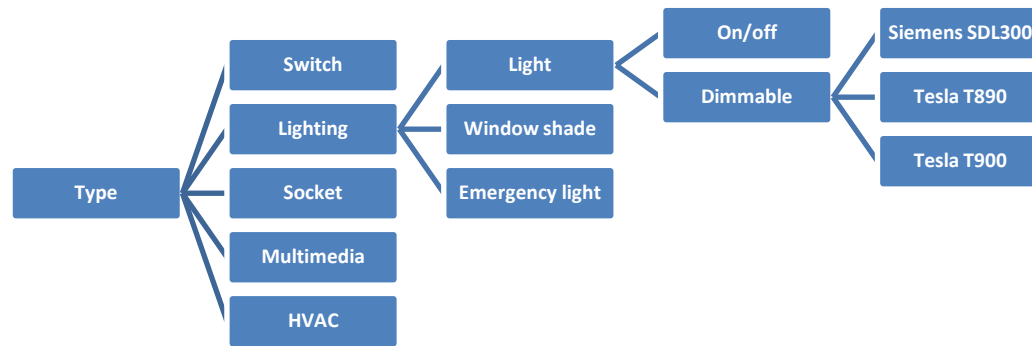 Type
Switch
Lighting
Socket
Multimedia
HVAC
Light
Window shade
Emergency light
On/off
Dimmable
Siemens SDL300
Tesla T890
Tesla T900